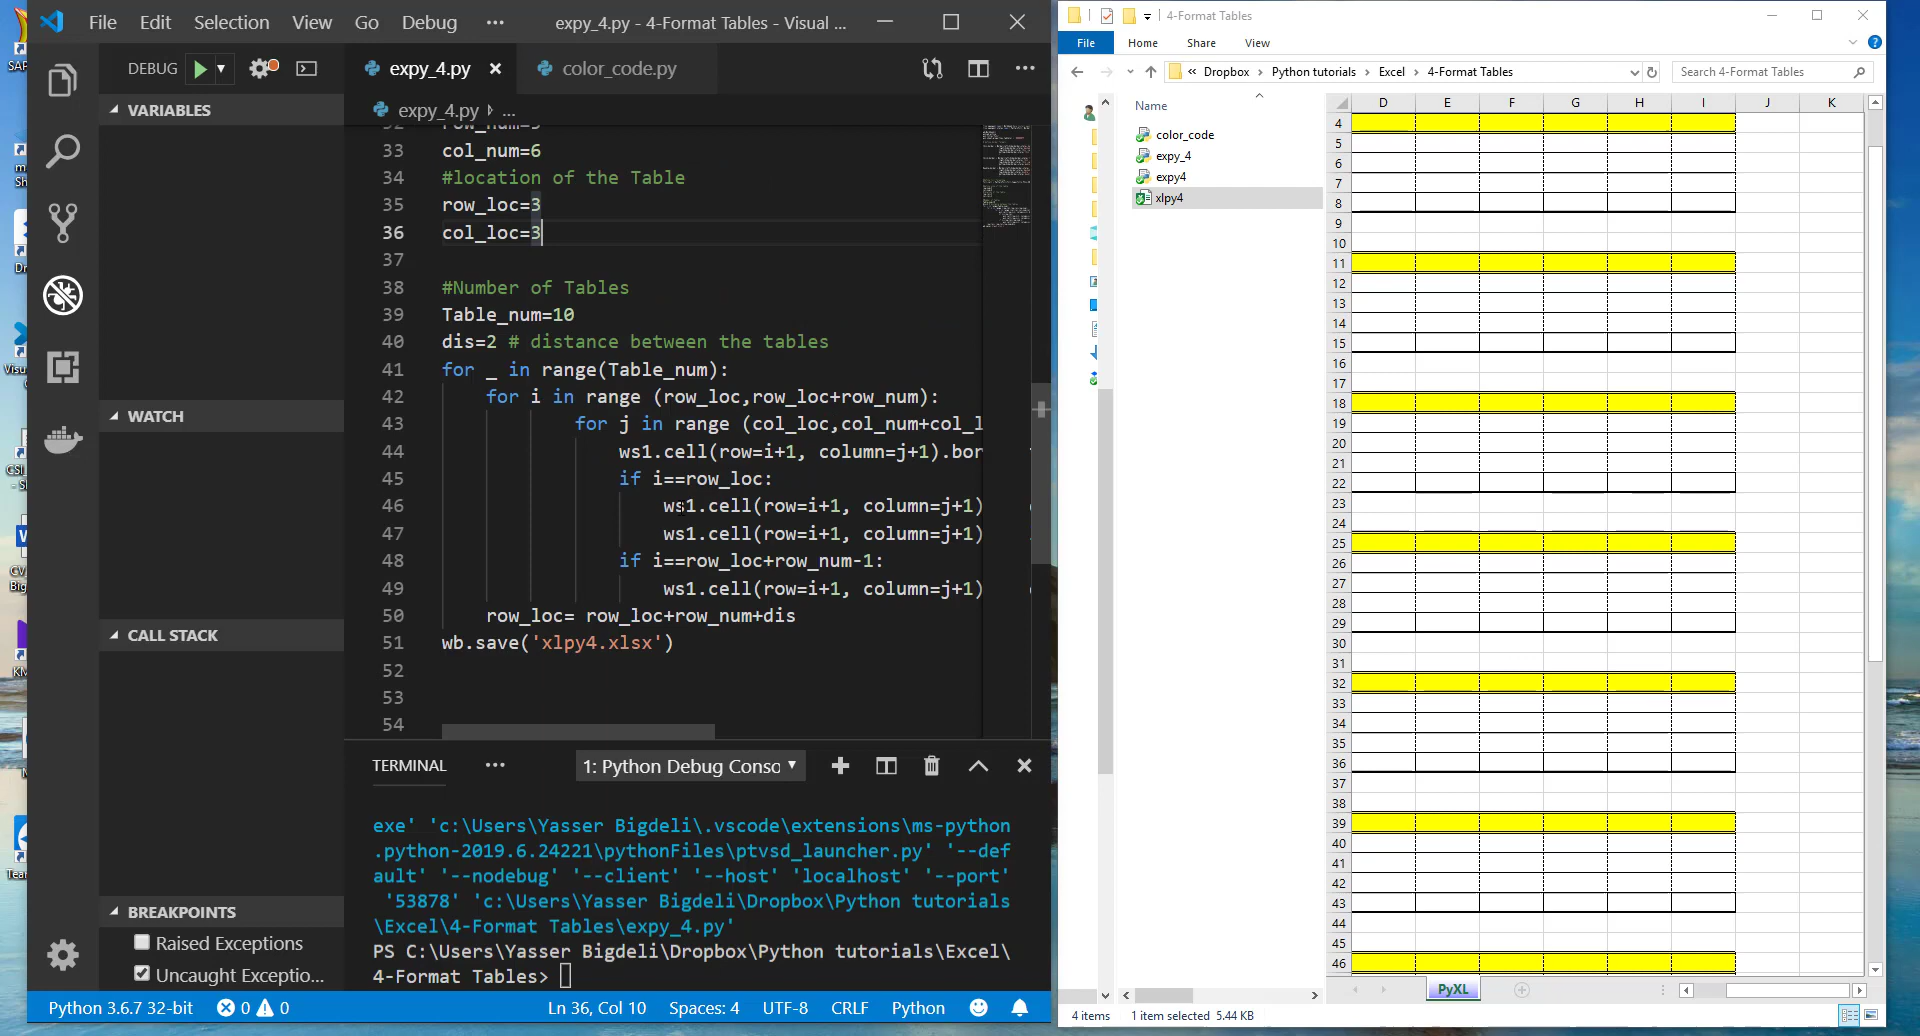 File Edit Selection View Go Debug ••• expy_4.py - 4-Format Tables - Visual ...
DEBUG
VARIABLES
WATCH
CALL STACK
BREAKPOINTS
Raised Exceptions
Uncaught Exceptio...
expy_4.py color_code.py
expy_4.py ...
33 col_num=6
34 #location of the Table
35 row_loc=3
36 col_loc=3
37
38 #Number of Tables
39 Table_num=10
40 dis=2 # distance between the tables
41 for _ in range(Table_num):
42 for i in range (row_loc,row_loc+row_num):
43 for j in range (col_loc,col_num+col_l
44 ws1.cell(row=i+1, column=j+1).bor
45 if i==row_loc:
46 ws1.cell(row=i+1, column=j+1)
47 ws1.cell(row=i+1, column=j+1)
48 if i==row_loc+row_num-1:
49 ws1.cell(row=i+1, column=j+1)
50 row_loc= row_loc+row_num+dis
51 wb.save('xlpy4.xlsx')
52
53
54
TERMINAL ••• 1: Python Debug Consc
exe' 'c:\Users\Yasser Bigdeli\.vscode\extensions\ms-python
.python-2019.6.24221\pythonFiles\ptvsd_launcher.py' '--def
ault' '--nodebug' '--client' '--host' 'localhost' '--port'
'53878' 'c:\Users\Yasser Bigdeli\Dropbox\Python tutorials
\Excel\4-Format Tables\expy_4.py'
PS C:\Users\Yasser Bigdeli\Dropbox\Python tutorials\Excel\
4-Format Tables>
Python 3.6.7 32-bit 0 0 Ln 36, Col 10 Spaces: 4 UTF-8 CRLF Python
4-Format Tables
File Home Share View
« Dropbox › Python tutorials › Excel › 4-Format Tables Search 4-Format Tables
Name
color_code
expy_4
expy4
xlpy4
D E F G H I J K
4
5
6
7
8
9
10
11
12
13
14
15
16
17
18
19
20
21
22
23
24
25
26
27
28
29
30
31
32
33
34
35
36
37
38
39
40
41
42
43
44
45
46
PyXL
4 items 1 item selected 5.44 KB